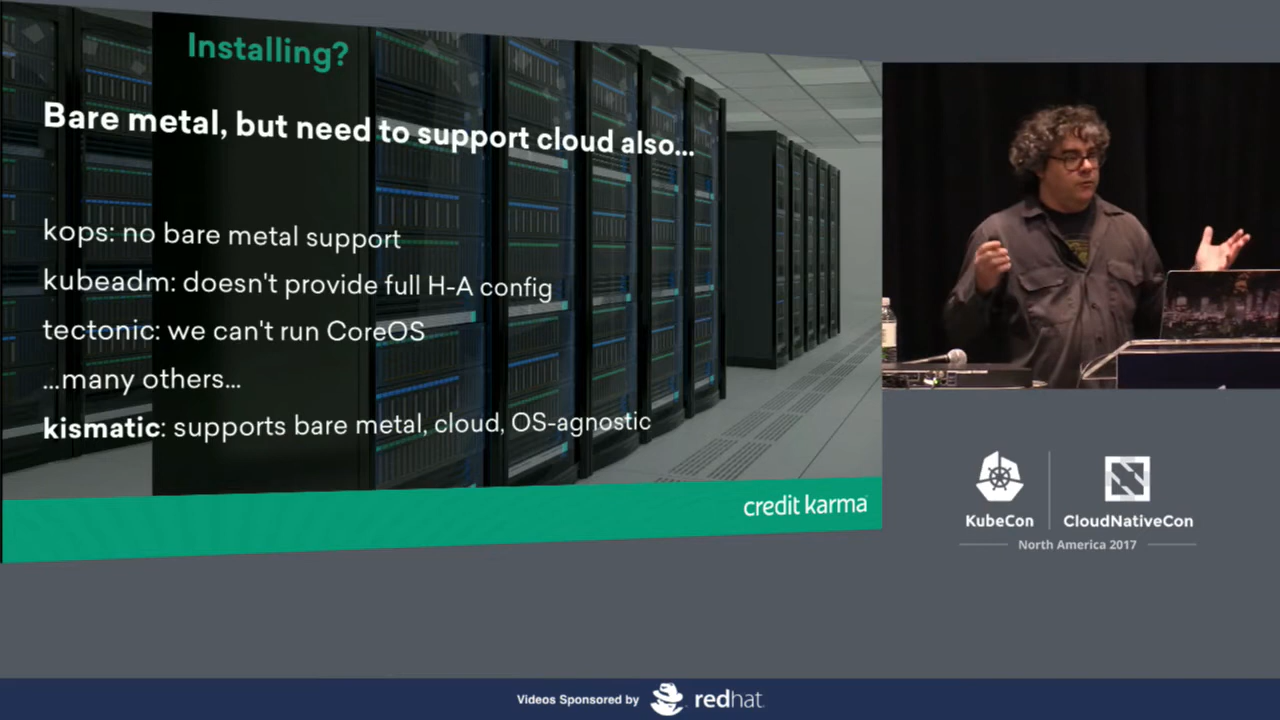 Installing?
Bare metal, but need to support cloud also...
kops: no bare metal support
kubeadm: doesn't provide full H-A config
tectonic: we can't run CoreOS
...many others...
kismatic: supports bare metal, cloud, OS-agnostic
credit karma
KubeCon
CloudNativeCon
North America 2017
Videos Sponsored by
redhat